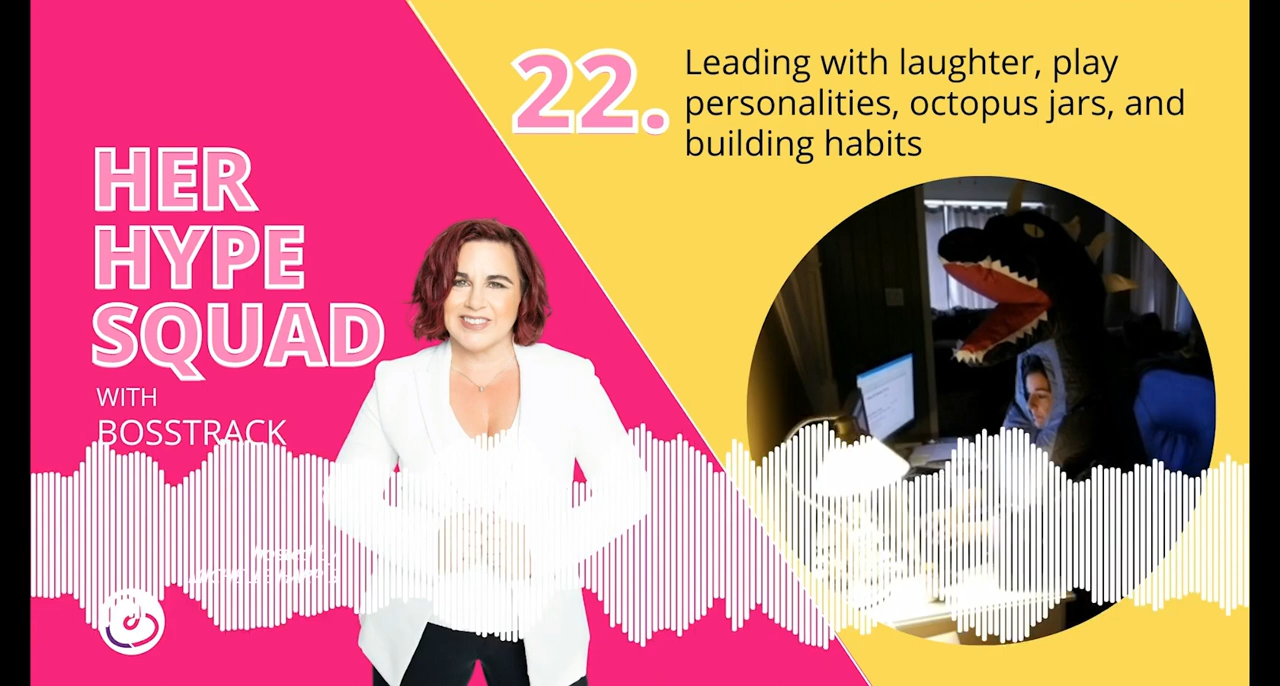 HER
HYPE
SQUAD
WITH
BOSSTRACK
22.
Leading with laughter, play
personalities, octopus jars, and
building habits